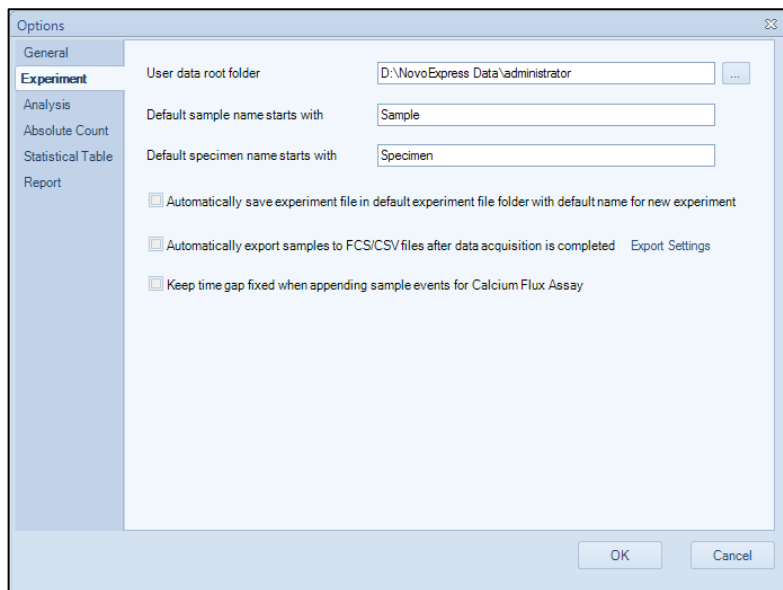 Options
General
Experiment
Analysis
Absolute Count
Statistical Table
Report
User data root folder
D:\NovoExpress Data\administrator
...
Default sample name starts with
Sample
Default specimen name starts with
Specimen
Automatically save experiment file in default experiment file folder with default name for new experiment
Automatically export samples to FCS/CSV files after data acquisition is completed Export Settings
Keep time gap fixed when appending sample events for Calcium Flux Assay
OK
Cancel